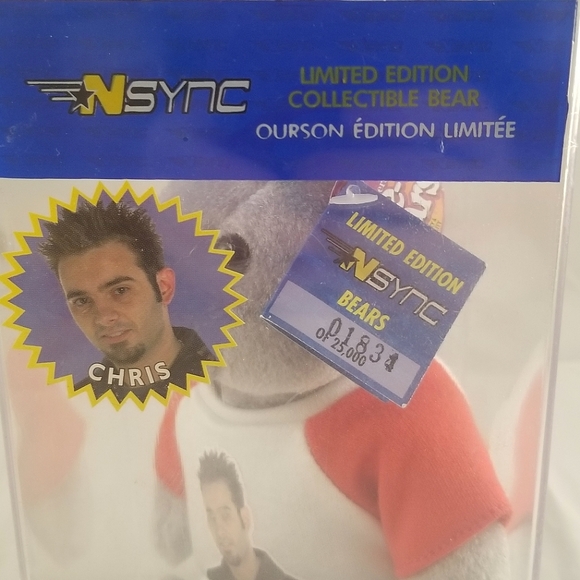 NSYNC
LIMITED EDITION
COLLECTIBLE BEAR
OURSON ÉDITION LIMITÉE
CHRIS
LIMITED EDITION
NSYNC
BEARS
01834
OF 25,000